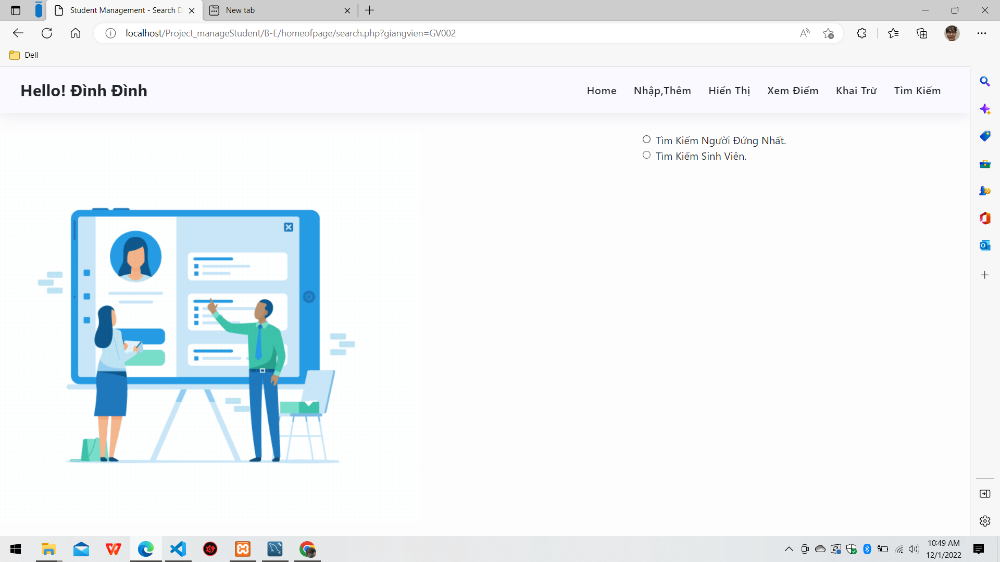 Student Management - Search D
New tab
localhost/Project_manageStudent/B-E/homeofpage/search.php?giangvien=GV002
Dell
Hello! Đình Đình
Home
Nhập,Thêm
Hiển Thị
Xem Điểm
Khai Trừ
Tìm Kiếm
Tìm Kiếm Người Đứng Nhất.
Tìm Kiếm Sinh Viên.
10:49 AM
12/1/2022